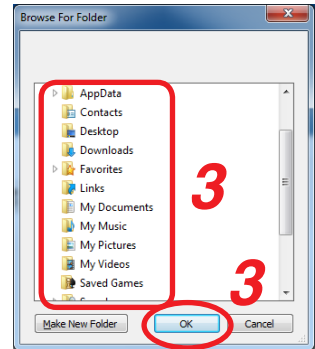 Browse For Folder
AppData
Contacts
Desktop
Downloads
Favorites
Links
My Documents
My Music
My Pictures
My Videos
Saved Games
3
3
Make New Folder OK Cancel